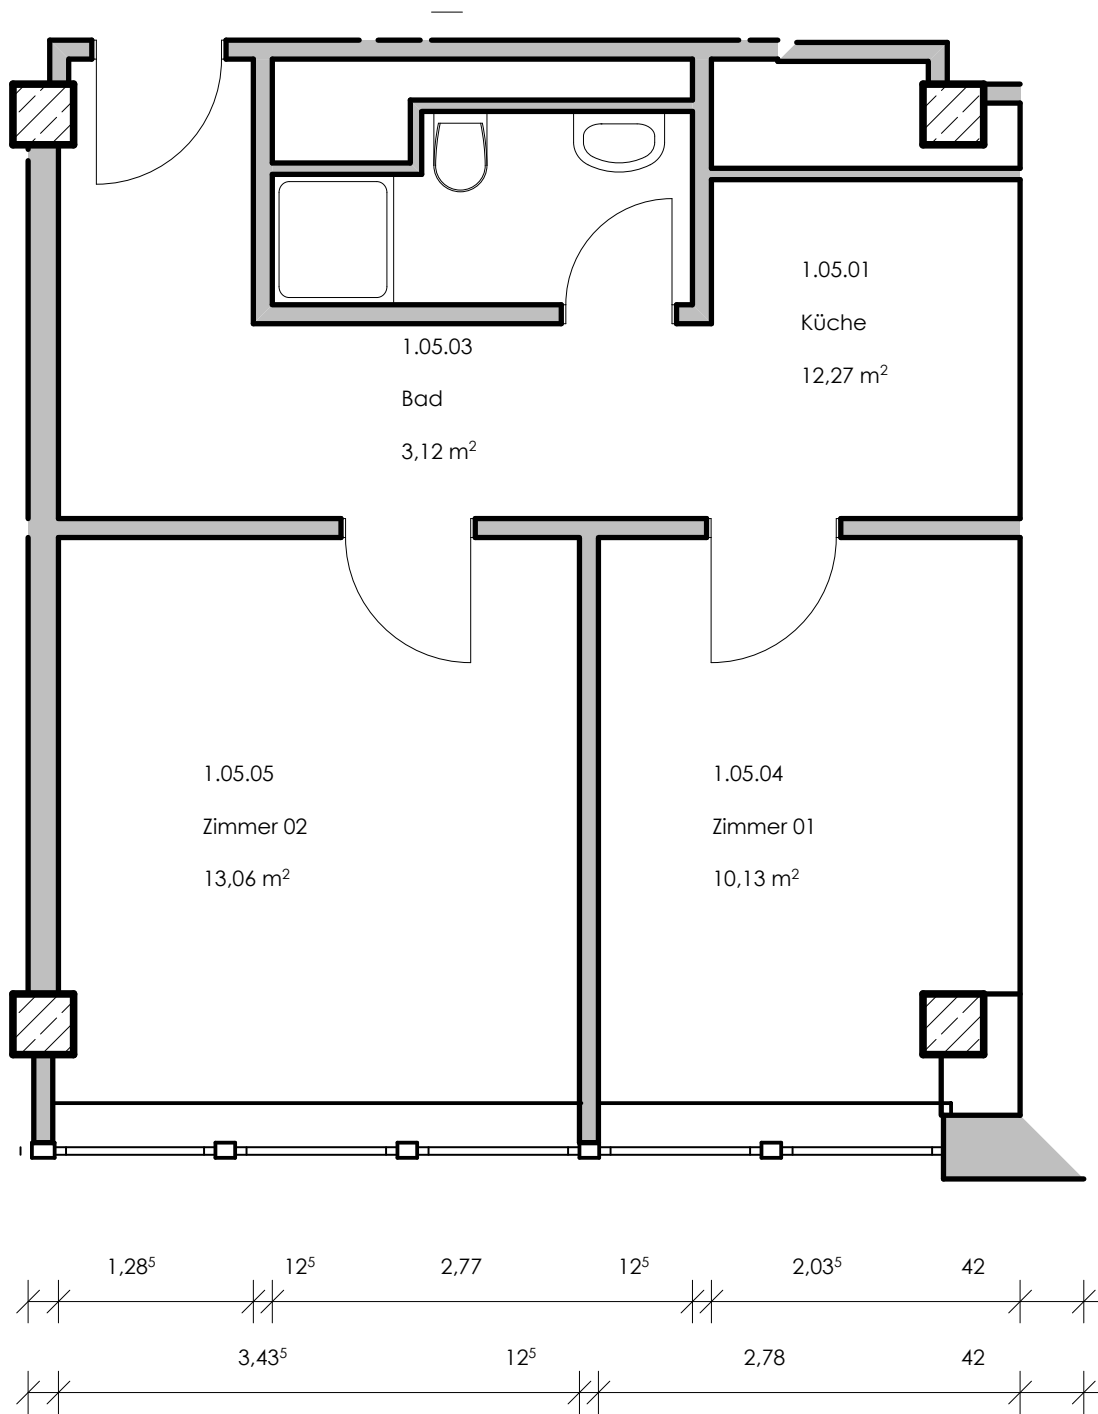 1.05.01
Küche
12,27 m²
1.05.03
Bad
3,12 m²
1.05.05
Zimmer 02
13,06 m²
1.05.04
Zimmer 01
10,13 m²
1,28⁵ 12⁵ 2,77 12⁵ 2,03⁵ 42
3,43⁵ 12⁵ 2,78 42